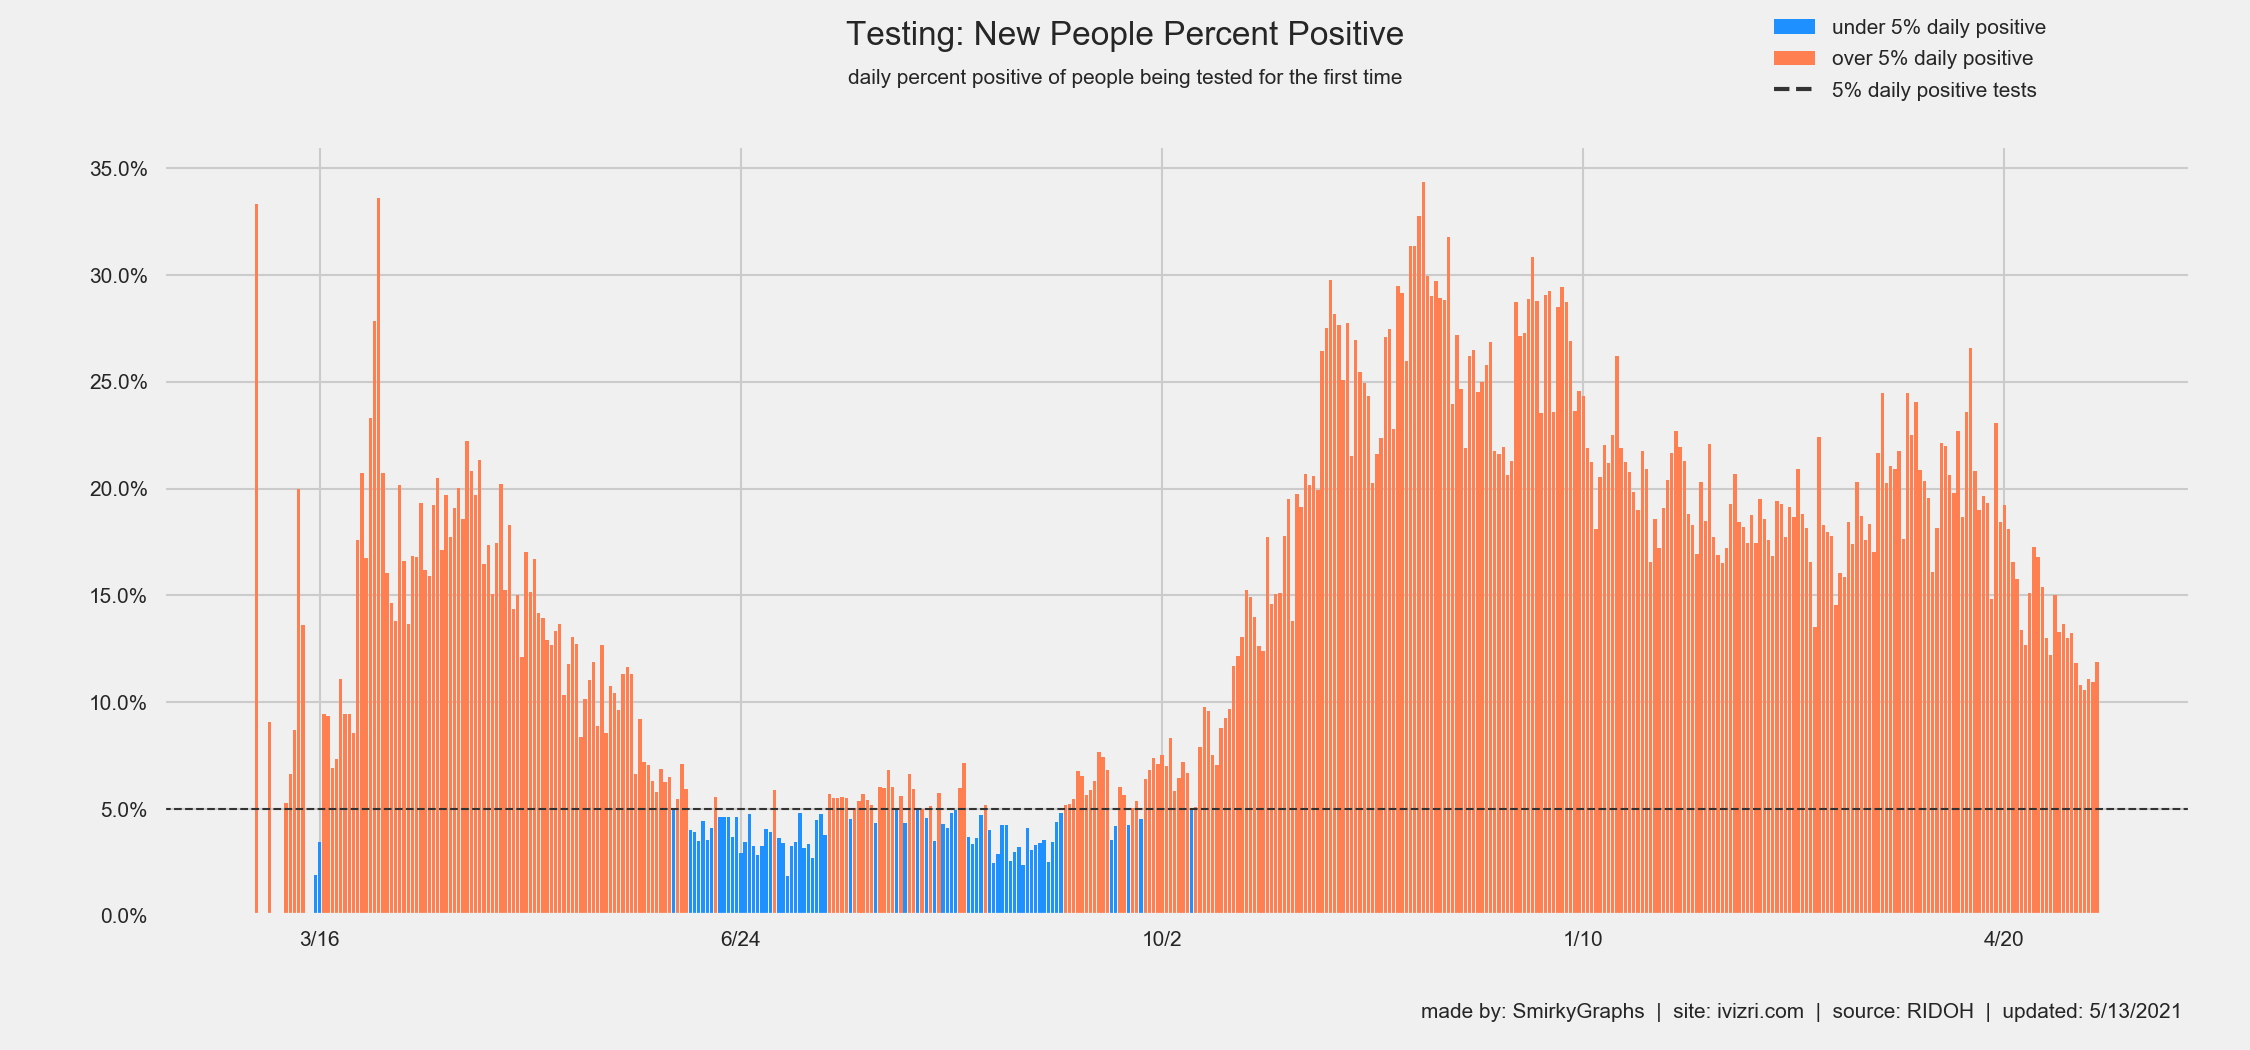 Testing: New People Percent Positive
daily percent positive of people being tested for the first time
under 5% daily positive
over 5% daily positive
5% daily positive tests
35.0%
30.0%
25.0%
20.0%
15.0%
10.0%
5.0%
0.0%
3/16 6/24 10/2 1/10 4/20
made by: SmirkyGraphs | site: ivizri.com | source: RIDOH | updated: 5/13/2021